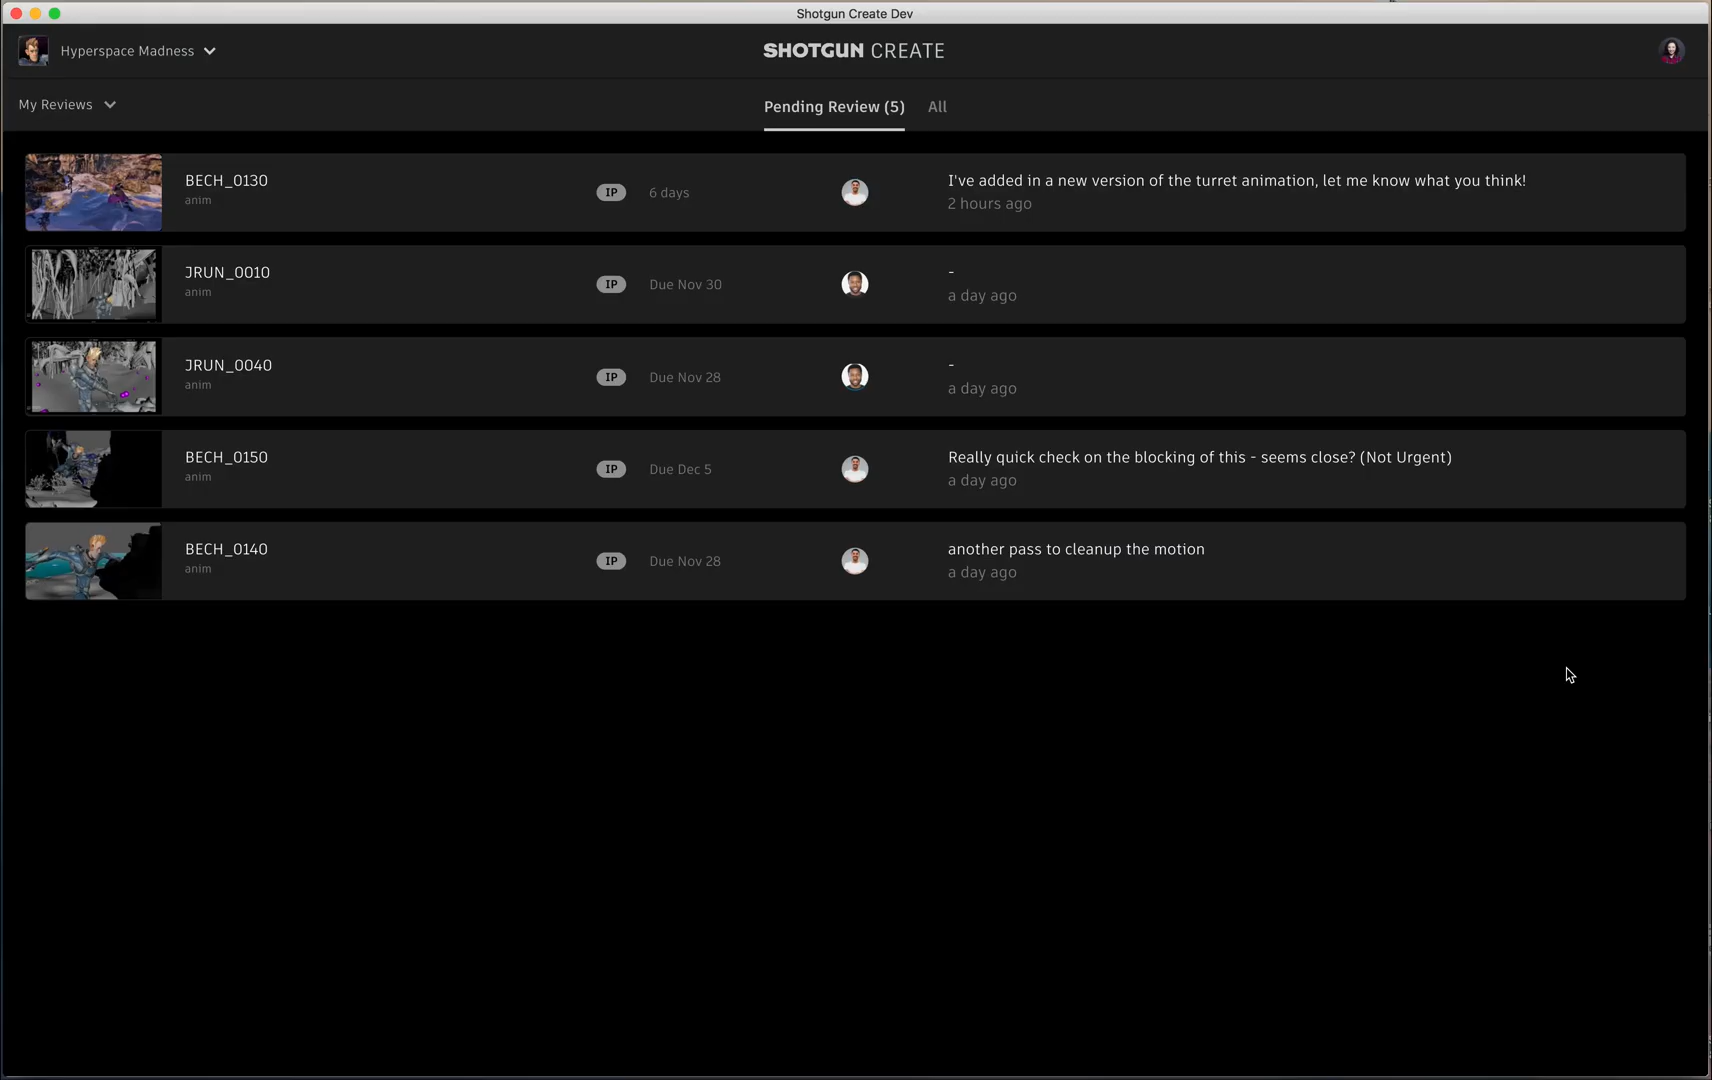 Shotgun Create Dev
Hyperspace Madness
SHOTGUN CREATE
My Reviews
Pending Review (5)
All
BECH_0130
anim
IP
6 days
I've added in a new version of the turret animation, let me know what you think!
2 hours ago
JRUN_0010
anim
IP
Due Nov 30
-
a day ago
JRUN_0040
anim
IP
Due Nov 28
-
a day ago
BECH_0150
anim
IP
Due Dec 5
Really quick check on the blocking of this - seems close? (Not Urgent)
a day ago
BECH_0140
anim
IP
Due Nov 28
another pass to cleanup the motion
a day ago